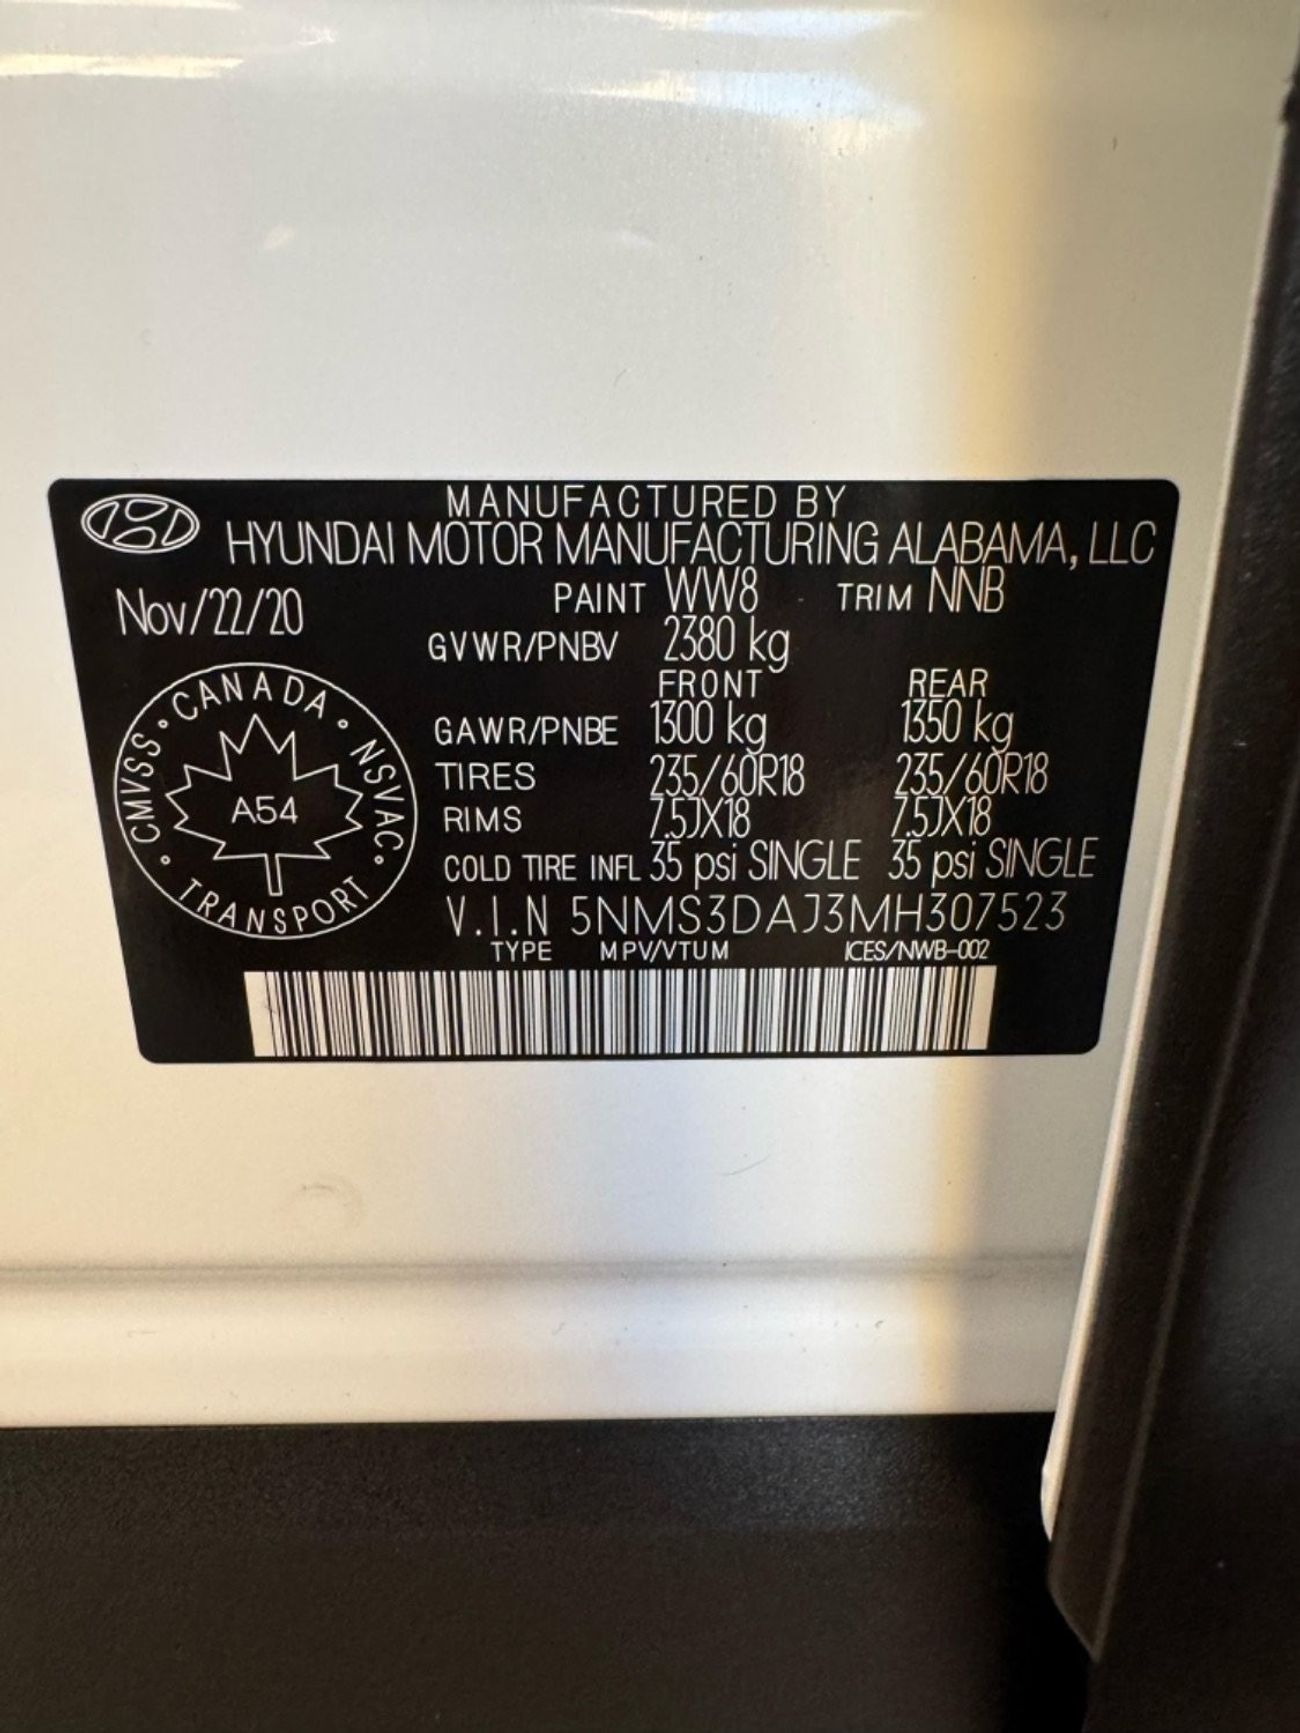 MANUFACTURED BY
HYUNDAI MOTOR MANUFACTURING ALABAMA, LLC
Nov/22/20
PAINT WW8 TRIM NNB
GVWR/PNBV 2380 kg
FRONT REAR
GAWR/PNBE 1300 kg 1350 kg
TIRES 235/60R18 235/60R18
RIMS 7.5JX18 7.5JX18
COLD TIRE INFL 35 psi SINGLE 35 psi SINGLE
V.I.N 5NMS3DAJ3MH307523
TYPE MPV/VTUM ICES/NWB-002
CMVSS • CANADA • NSVAC •
A54
TRANSPORT